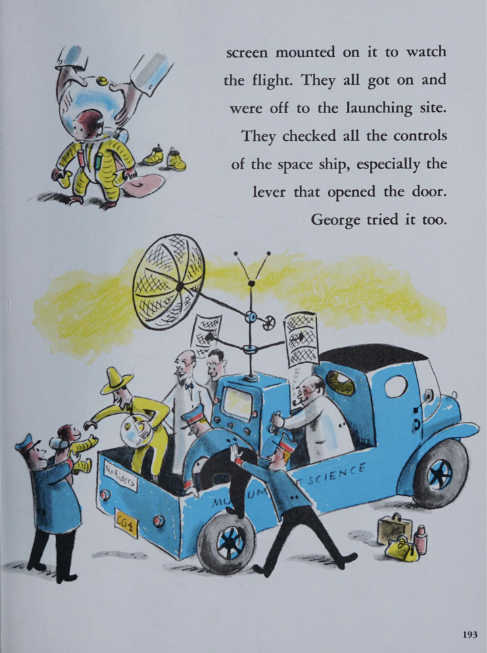 screen mounted on it to watch
the flight. They all got on and
were off to the launching site.
They checked all the controls
of the space ship, especially the
lever that opened the door.
George tried it too.
No Riders
MUSEUM OF SCIENCE
193